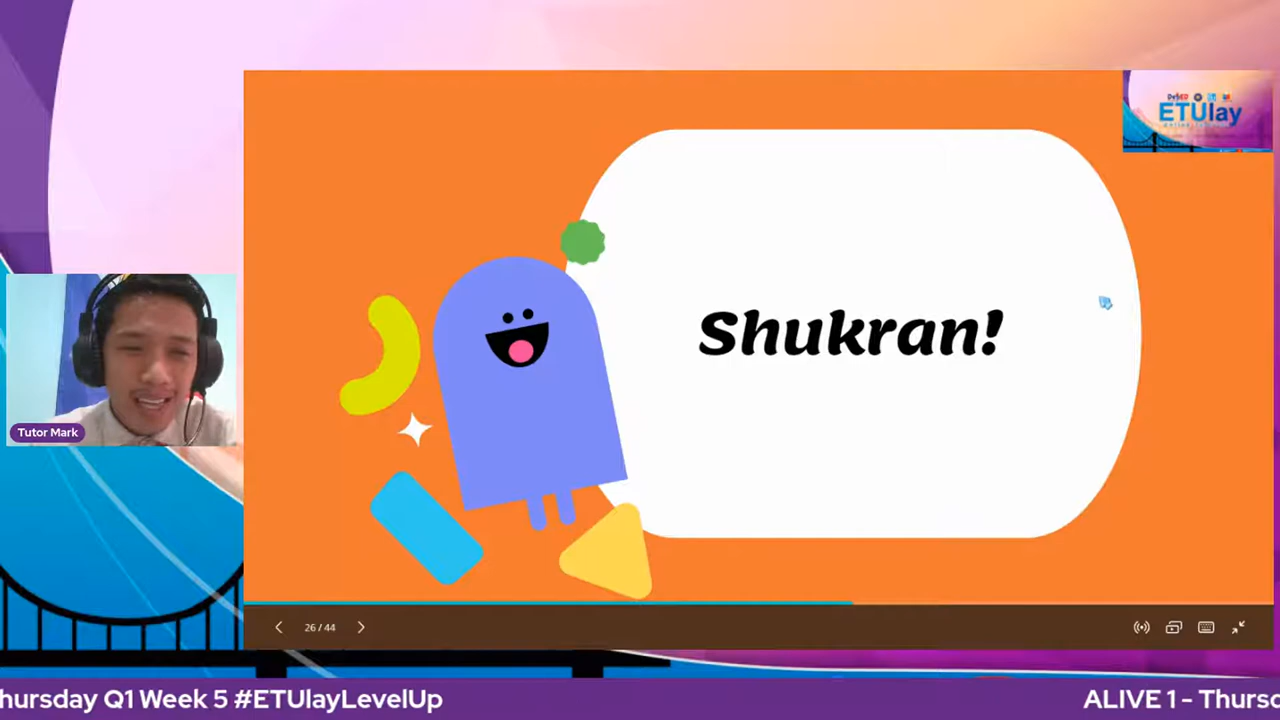 ETUlay
Shukran!
Tutor Mark
26 / 44
hursday Q1 Week 5 #ETUlayLevelUp
ALIVE 1 - Thursd